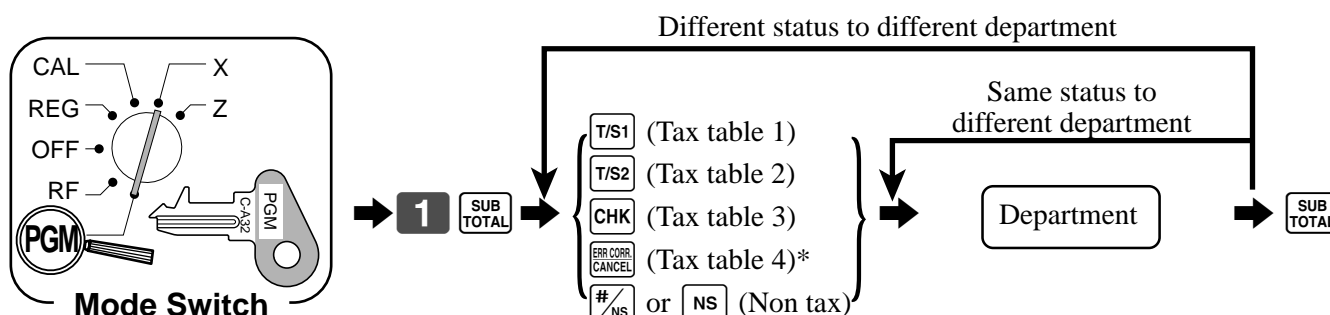 Different status to different department
CAL
X
REG
Z
OFF
RF
PGM
PGM
C-A32
Mode Switch
1
SUB
TOTAL
T/S1 (Tax table 1)
T/S2 (Tax table 2)
CHK (Tax table 3)
ERR CORR.
CANCEL (Tax table 4)*
#/NS or NS (Non tax)
Same status to
different department
Department
SUB
TOTAL